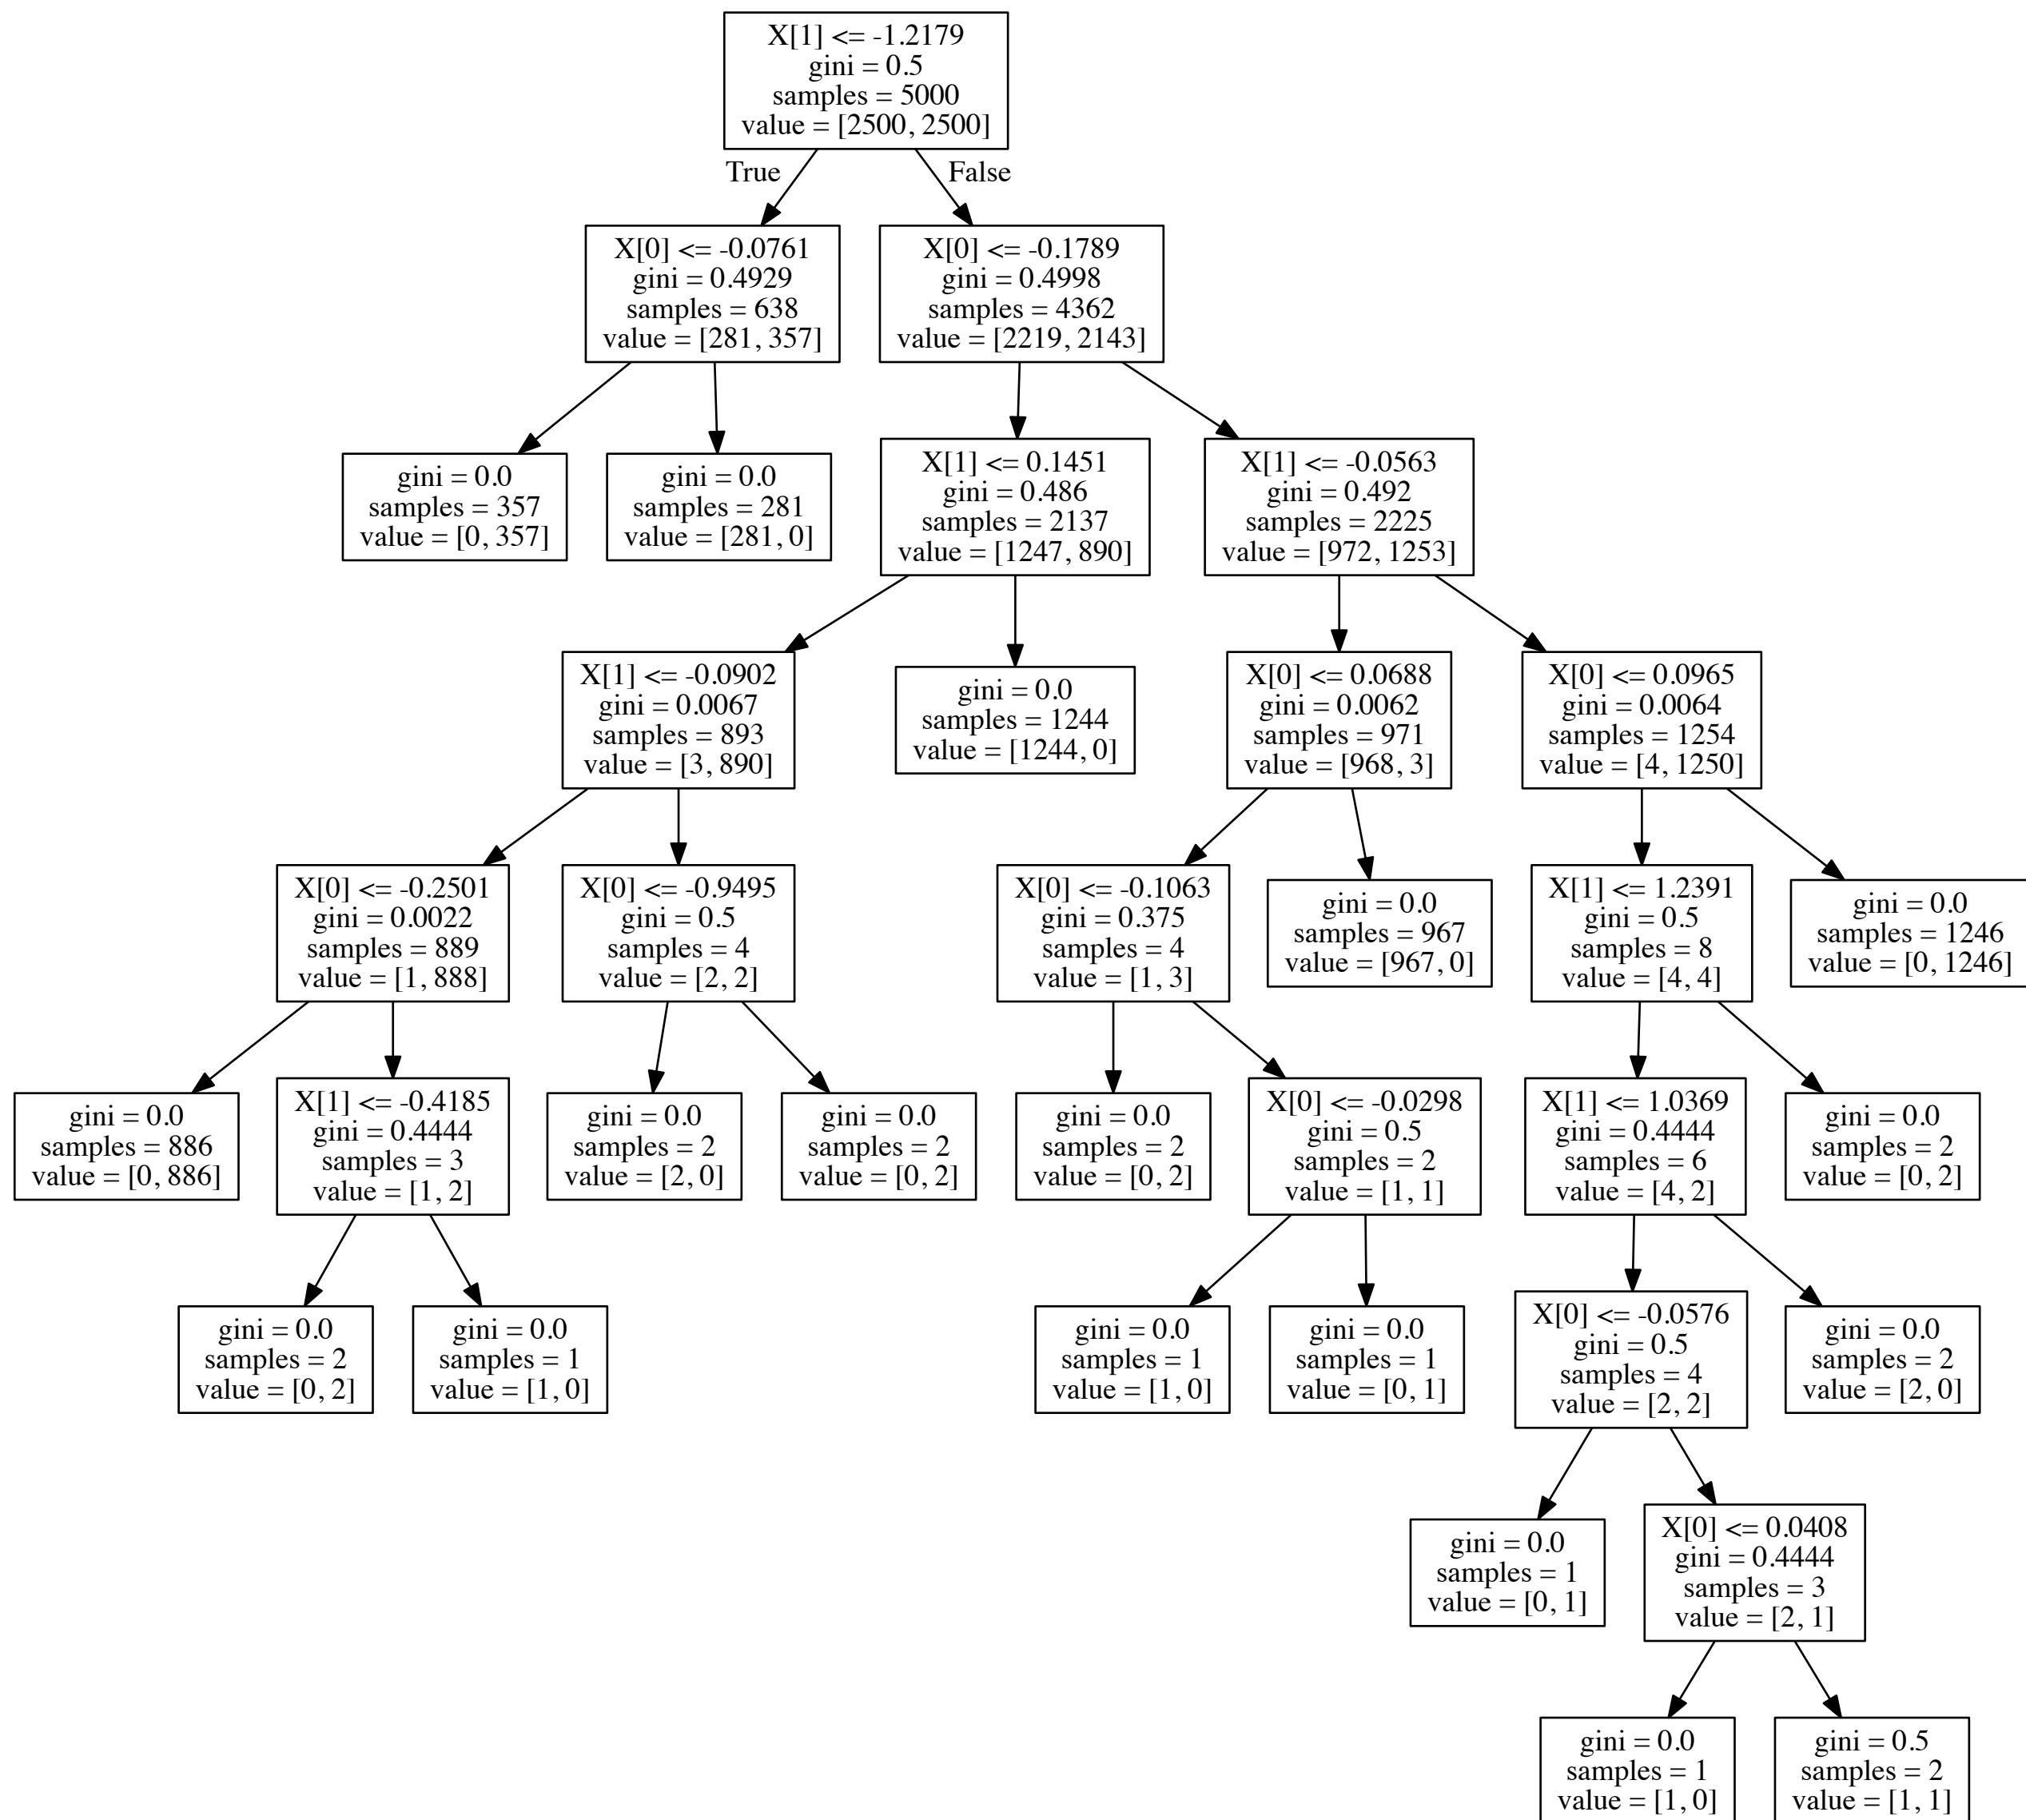 X[1] <= -1.2179
gini = 0.5
samples = 5000
value = [2500, 2500]
True
False
X[0] <= -0.0761
gini = 0.4929
samples = 638
value = [281, 357]
X[0] <= -0.1789
gini = 0.4998
samples = 4362
value = [2219, 2143]
gini = 0.0
samples = 357
value = [0, 357]
gini = 0.0
samples = 281
value = [281, 0]
X[1] <= 0.1451
gini = 0.486
samples = 2137
value = [1247, 890]
X[1] <= -0.0563
gini = 0.492
samples = 2225
value = [972, 1253]
X[1] <= -0.0902
gini = 0.0067
samples = 893
value = [3, 890]
gini = 0.0
samples = 1244
value = [1244, 0]
X[0] <= 0.0688
gini = 0.0062
samples = 971
value = [968, 3]
X[0] <= 0.0965
gini = 0.0064
samples = 1254
value = [4, 1250]
X[0] <= -0.2501
gini = 0.0022
samples = 889
value = [1, 888]
X[0] <= -0.9495
gini = 0.5
samples = 4
value = [2, 2]
X[0] <= -0.1063
gini = 0.375
samples = 4
value = [1, 3]
gini = 0.0
samples = 967
value = [967, 0]
X[1] <= 1.2391
gini = 0.5
samples = 8
value = [4, 4]
gini = 0.0
samples = 1246
value = [0, 1246]
gini = 0.0
samples = 886
value = [0, 886]
X[1] <= -0.4185
gini = 0.4444
samples = 3
value = [1, 2]
gini = 0.0
samples = 2
value = [2, 0]
gini = 0.0
samples = 2
value = [0, 2]
gini = 0.0
samples = 2
value = [0, 2]
X[0] <= -0.0298
gini = 0.5
samples = 2
value = [1, 1]
X[1] <= 1.0369
gini = 0.4444
samples = 6
value = [4, 2]
gini = 0.0
samples = 2
value = [0, 2]
gini = 0.0
samples = 2
value = [0, 2]
gini = 0.0
samples = 1
value = [1, 0]
gini = 0.0
samples = 1
value = [1, 0]
gini = 0.0
samples = 1
value = [0, 1]
X[0] <= -0.0576
gini = 0.5
samples = 4
value = [2, 2]
gini = 0.0
samples = 2
value = [2, 0]
gini = 0.0
samples = 1
value = [0, 1]
X[0] <= 0.0408
gini = 0.4444
samples = 3
value = [2, 1]
gini = 0.0
samples = 1
value = [1, 0]
gini = 0.5
samples = 2
value = [1, 1]